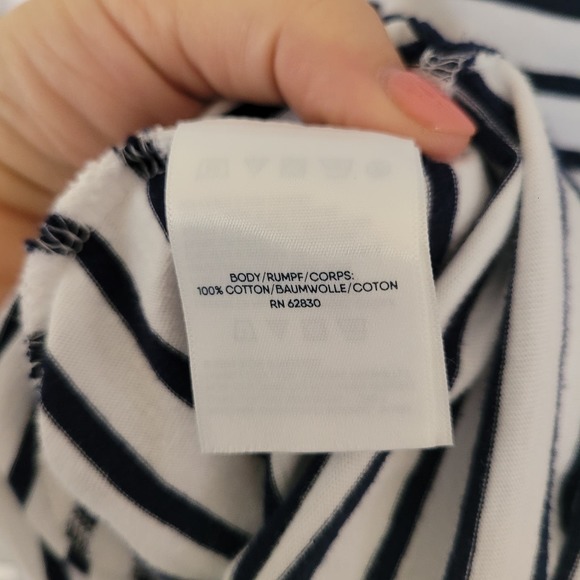 BODY/RUMPF/CORPS:
100% COTTON/BAUMWOLLE/COTON
RN 62830